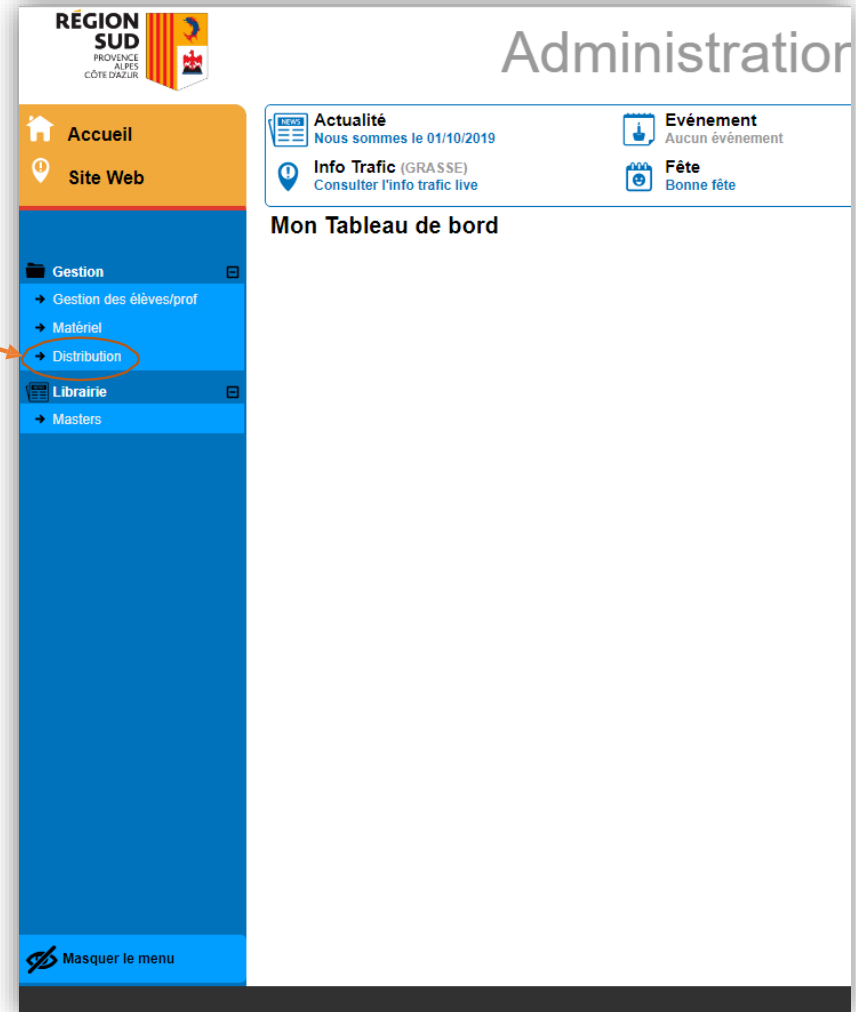 RÉGION
SUD
PROVENCE
ALPES
CÔTE D'AZUR
Administration
Accueil
Site Web
NEWS
Actualité
Nous sommes le 01/10/2019
Evénement
Aucun événement
Info Trafic (GRASSE)
Consulter l'info trafic live
Fête
Bonne fête
Mon Tableau de bord
Gestion
Gestion des élèves/prof
Matériel
Distribution
Librairie
Masters
Masquer le menu